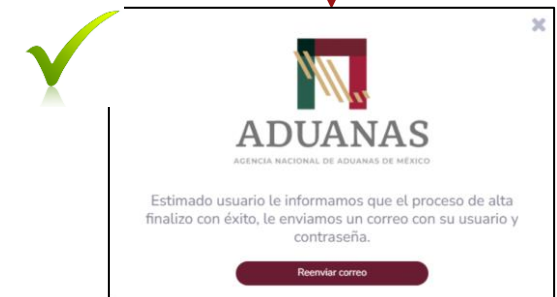 ADUANAS
AGENCIA NACIONAL DE ADUANAS DE MÉXICO
Estimado usuario le informamos que el proceso de alta
finalizo con éxito, le enviamos un correo con su usuario y
contraseña.
Reenviar correo